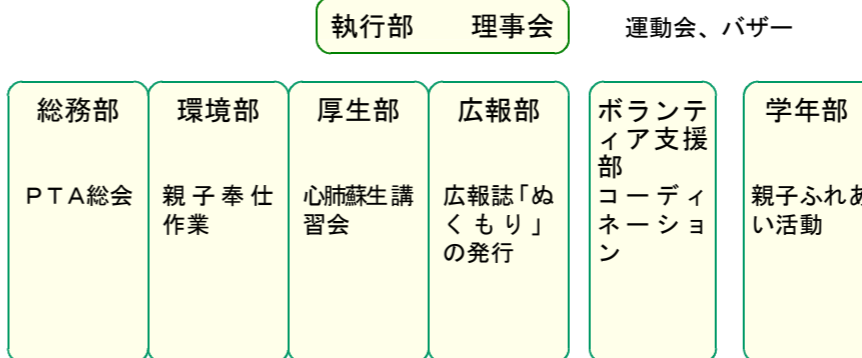 執行部　　理事会
運動会、バザー
総務部
ＰＴＡ総会
環境部
親子奉仕
作業
厚生部
心肺蘇生講
習会
広報部
広報誌「ぬ
くもり」
の発行
ボランテ
ィア支援
部
コーディ
ネーショ
ン
学年部
親子ふれあ
い活動